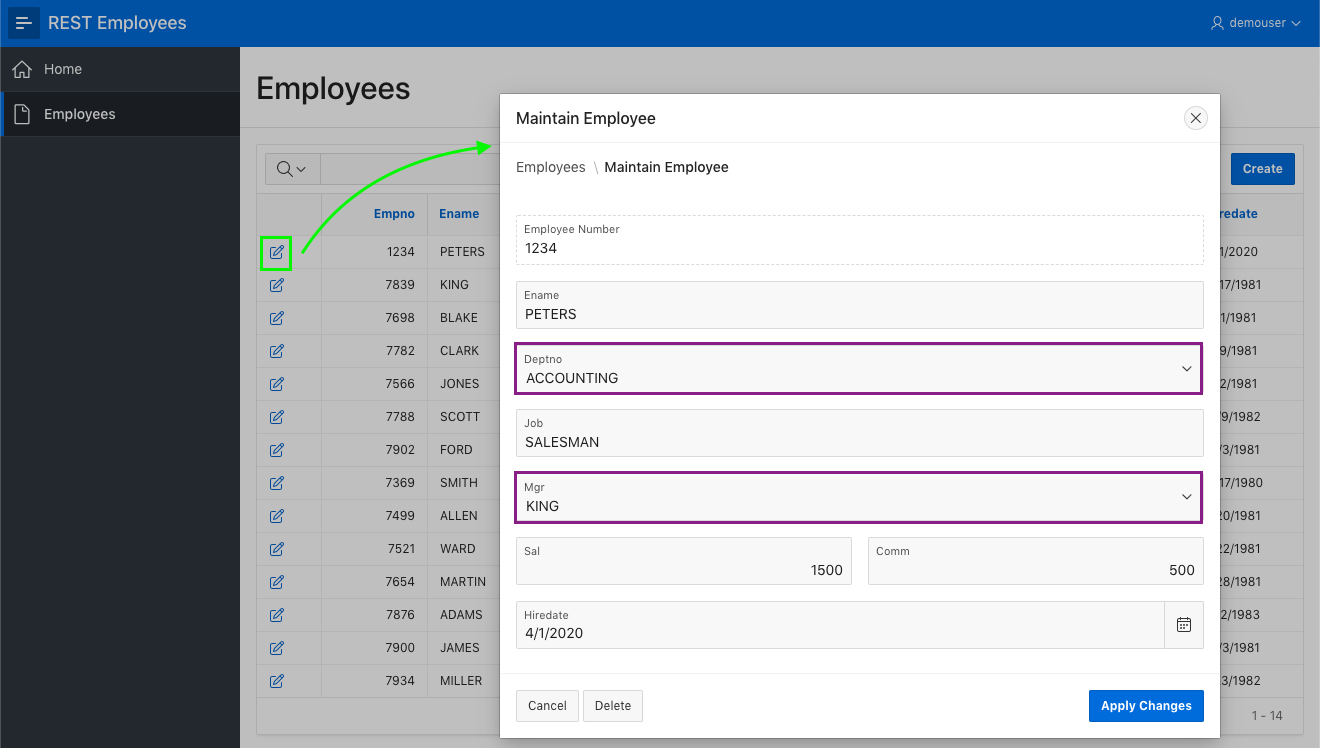 REST Employees
demouser
Home
Employees
Employees
Create
Empno Ename redate
1234 PETERS 1/2020
7839 KING 17/1981
7698 BLAKE 1/1981
7782 CLARK 9/1981
7566 JONES 2/1981
7788 SCOTT 9/1982
7902 FORD 3/1981
7369 SMITH 17/1980
7499 ALLEN 20/1981
7521 WARD 22/1981
7654 MARTIN 28/1981
7876 ADAMS 2/1983
7900 JAMES 3/1981
7934 MILLER 3/1982
1 - 14
Maintain Employee
Employees \ Maintain Employee
Employee Number
1234
Ename
PETERS
Deptno
ACCOUNTING
Job
SALESMAN
Mgr
KING
Sal
1500
Comm
500
Hiredate
4/1/2020
Cancel
Delete
Apply Changes